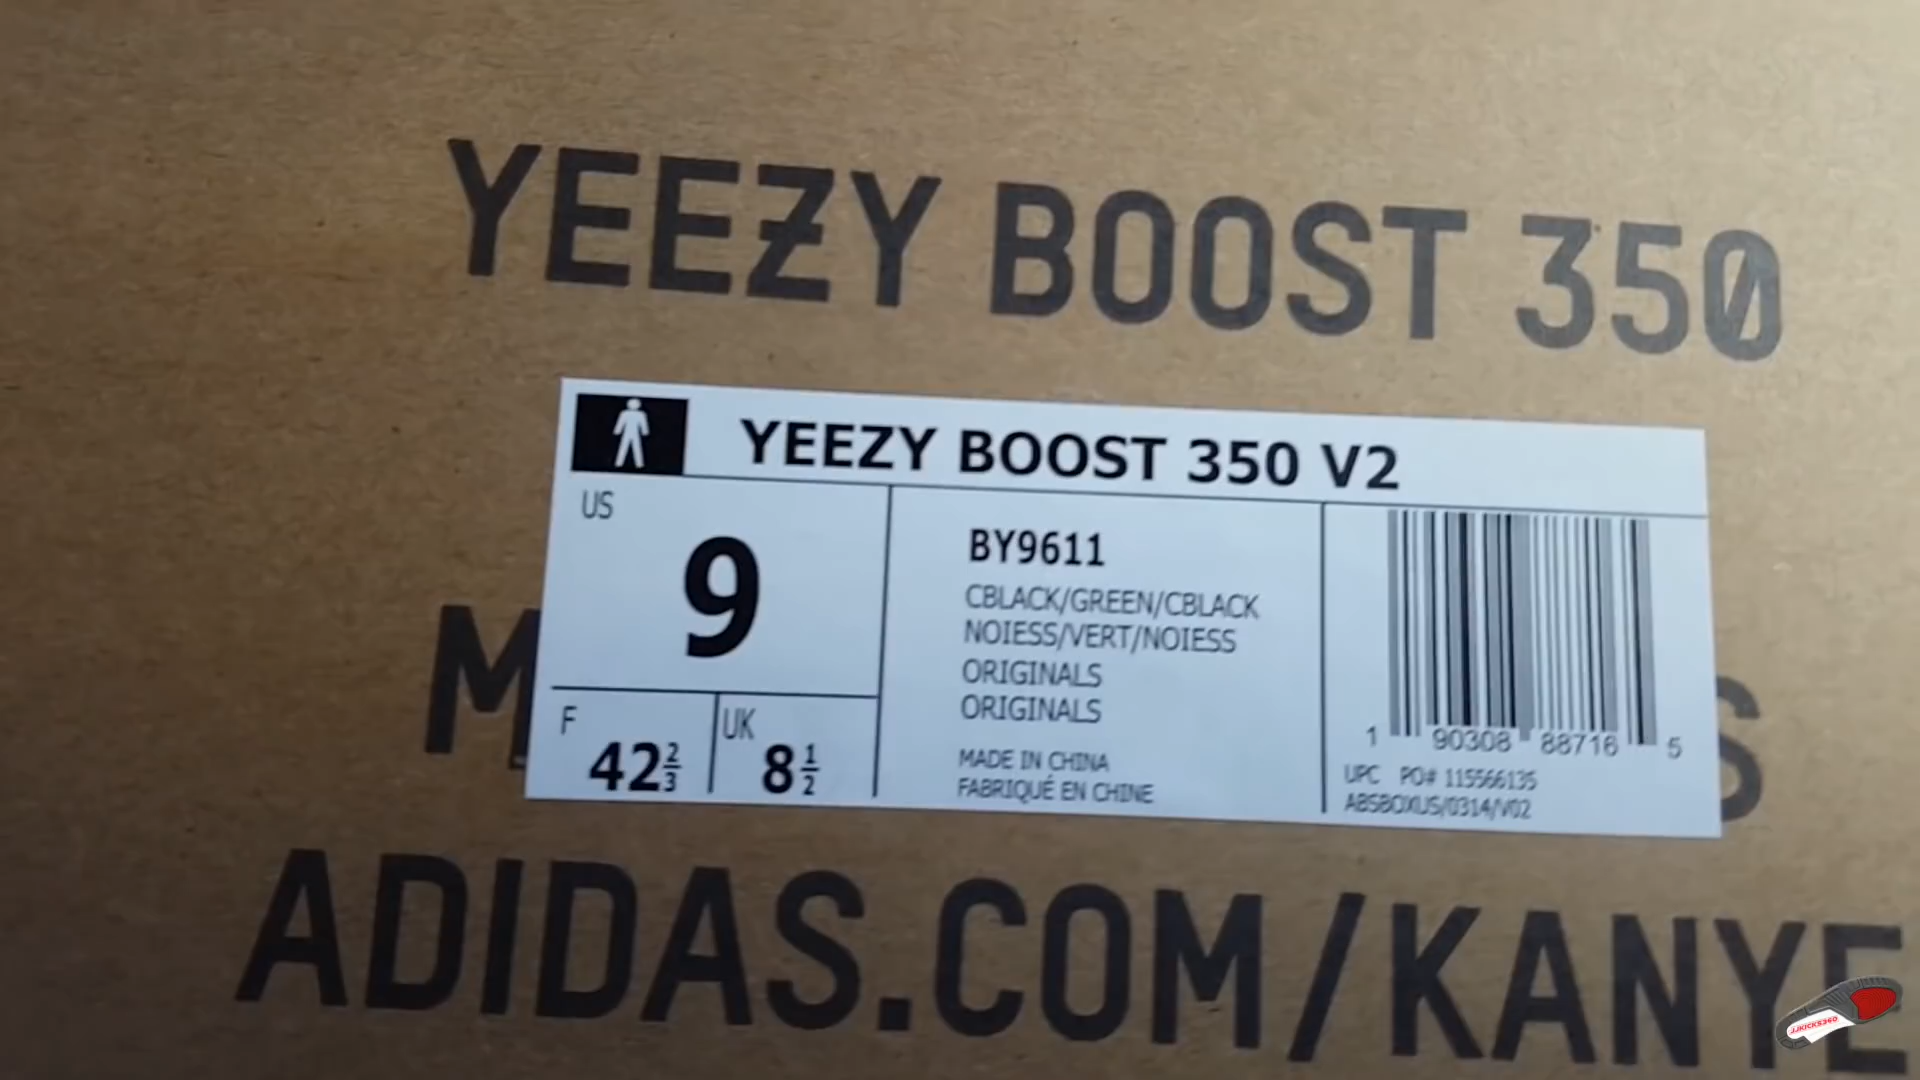 YEEZY BOOST 350
YEEZY BOOST 350 V2
US
9
F
42 2/3
UK
8 1/2
BY9611
CBLACK/GREEN/CBLACK
NOIESS/VERT/NOIESS
ORIGINALS
ORIGINALS
MADE IN CHINA
FABRIQUÉ EN CHINE
1 90308 88716 5
UPC PO# 115566135
ABSBOXUS/0314/V02
M
S
ADIDAS.COM/KANYE
JJKICKS360